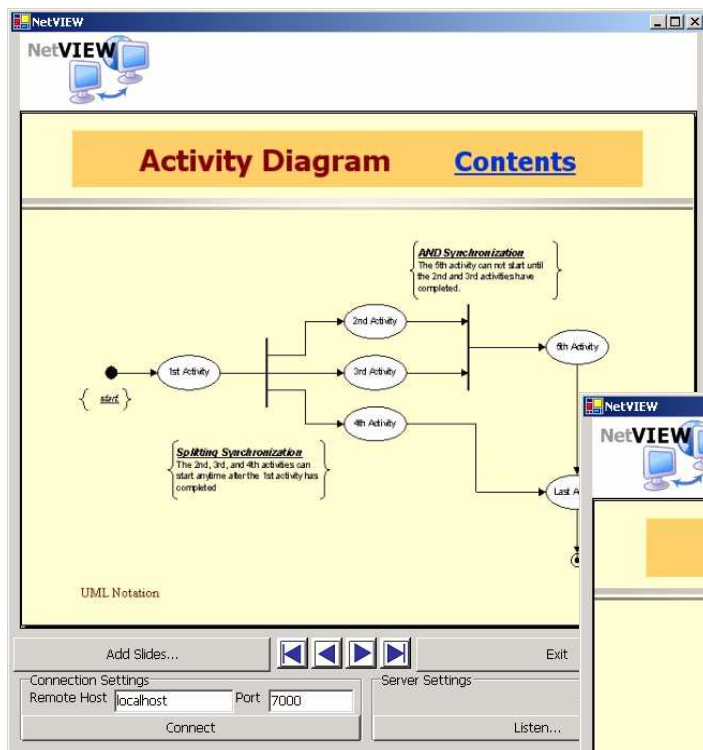 NetVIEW
NetVIEW
Activity Diagram Contents
AND Synchronization
The 5th activity can not start until
the 2nd and 3rd activities have
completed.
2nd Activity
5th Activity
1st Activity
3rd Activity
start
4th Activity
Splitting Synchronization
The 2nd, 3rd, and 4th activities can
start anytime after the 1st activity has
completed
Last A
UML Notation
NetVIEW
NetVIEW
Add Slides...
Exit
Connection Settings
Remote Host localhost Port 7000
Connect
Server Settings
Listen...